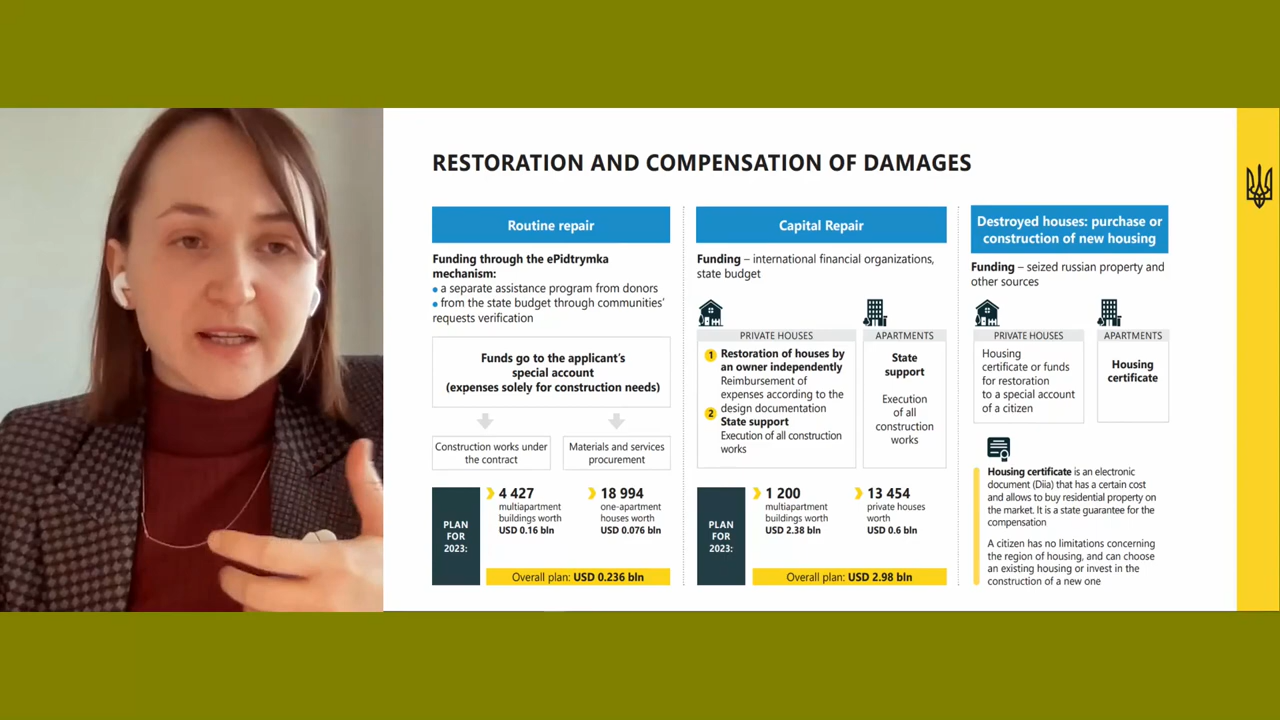 RESTORATION AND COMPENSATION OF DAMAGES
Routine repair
Funding through the ePidtrymka
mechanism:
• a separate assistance program from donors
• from the state budget through communities'
requests verification
Funds go to the applicant's
special account
(expenses solely for construction needs)
Construction works under
the contract
Materials and services
procurement
PLAN
FOR
2023:
4 427
multiapartment
buildings worth
USD 0.16 bln
18 994
one-apartment
houses worth
USD 0.076 bln
Overall plan: USD 0.236 bln
Capital Repair
Funding – international financial organizations,
state budget
PRIVATE HOUSES
1 Restoration of houses by
an owner independently
Reimbursement of
expenses according to the
design documentation
2 State support
Execution of all construction
works
APARTMENTS
State
support
Execution
of all
construction
works
PLAN
FOR
2023:
1 200
multiapartment
buildings worth
USD 2.38 bln
13 454
private houses
worth
USD 0.6 bln
Overall plan: USD 2.98 bln
Destroyed houses: purchase or
construction of new housing
Funding – seized russian property and
other sources
PRIVATE HOUSES
Housing
certificate or funds
for restoration
to a special account
of a citizen
APARTMENTS
Housing
certificate
Housing certificate is an electronic
document (Diia) that has a certain cost
and allows to buy residential property on
the market. It is a state guarantee for the
compensation
A citizen has no limitations concerning
the region of housing, and can choose
an existing housing or invest in the
construction of a new one